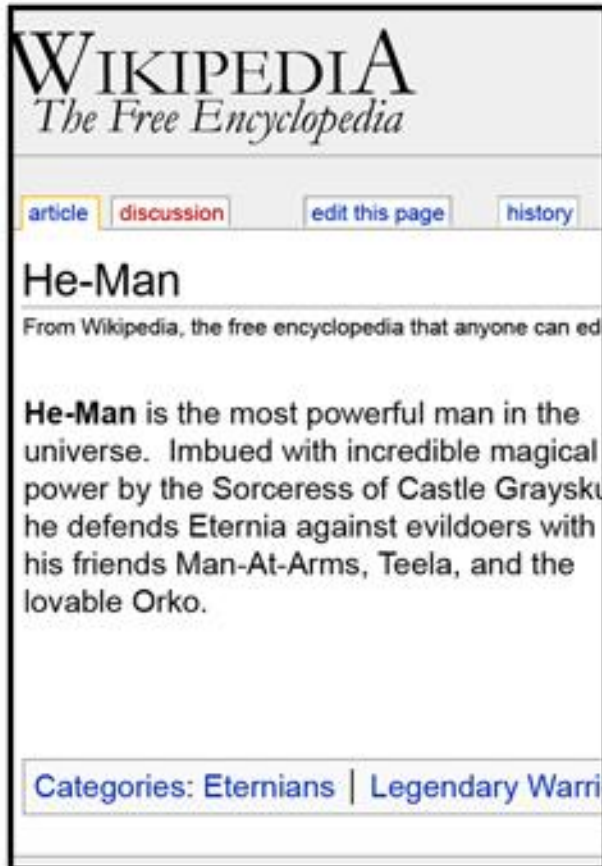 WIKIPEDIA
The Free Encyclopedia
article discussion edit this page history
He-Man
From Wikipedia, the free encyclopedia that anyone can ed
He-Man is the most powerful man in the
universe. Imbued with incredible magical
power by the Sorceress of Castle Graysku
he defends Eternia against evildoers with
his friends Man-At-Arms, Teela, and the
lovable Orko.
Categories: Eternians | Legendary Warri